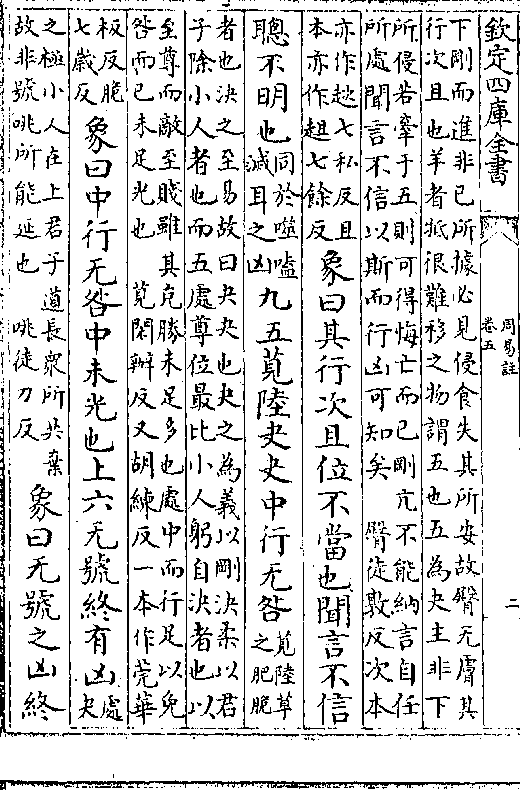 欽定四庫全書
周易註
卷五
二
下剛而進非已所據必見侵食失其所安故臀无膚其
行次且也羊者抵很難移之物謂五也五為夬主非下
所侵若牽于五則可得悔亡而已剛亢不能納言自任
所處聞言不信以斯而行凶可知矣　臀徒敦反次本
亦作趑七私反且
本亦作趄七餘反
象曰其行次且位不當也聞言不信
聰不明也
同於噬嗑
滅耳之凶
九五莧陸夬夬中行无咎
莧陸草
之肥脆
者也決之至易故曰夬夬也夬之為義以剛決柔以君
子除小人者也而五處尊位最比小人躬自決者也以
至尊而敵至賤雖其克勝未足多也處中而行足以免
咎而已未足光也　莧閑辨反又胡練反一本作莞華
板反脆
七歲反
象曰中行无咎中未光也上六无號終有凶
處
夬
之極小人在上君子道長衆所共棄
故非號咷所能延也　咷徒刀反
象曰无號之凶終